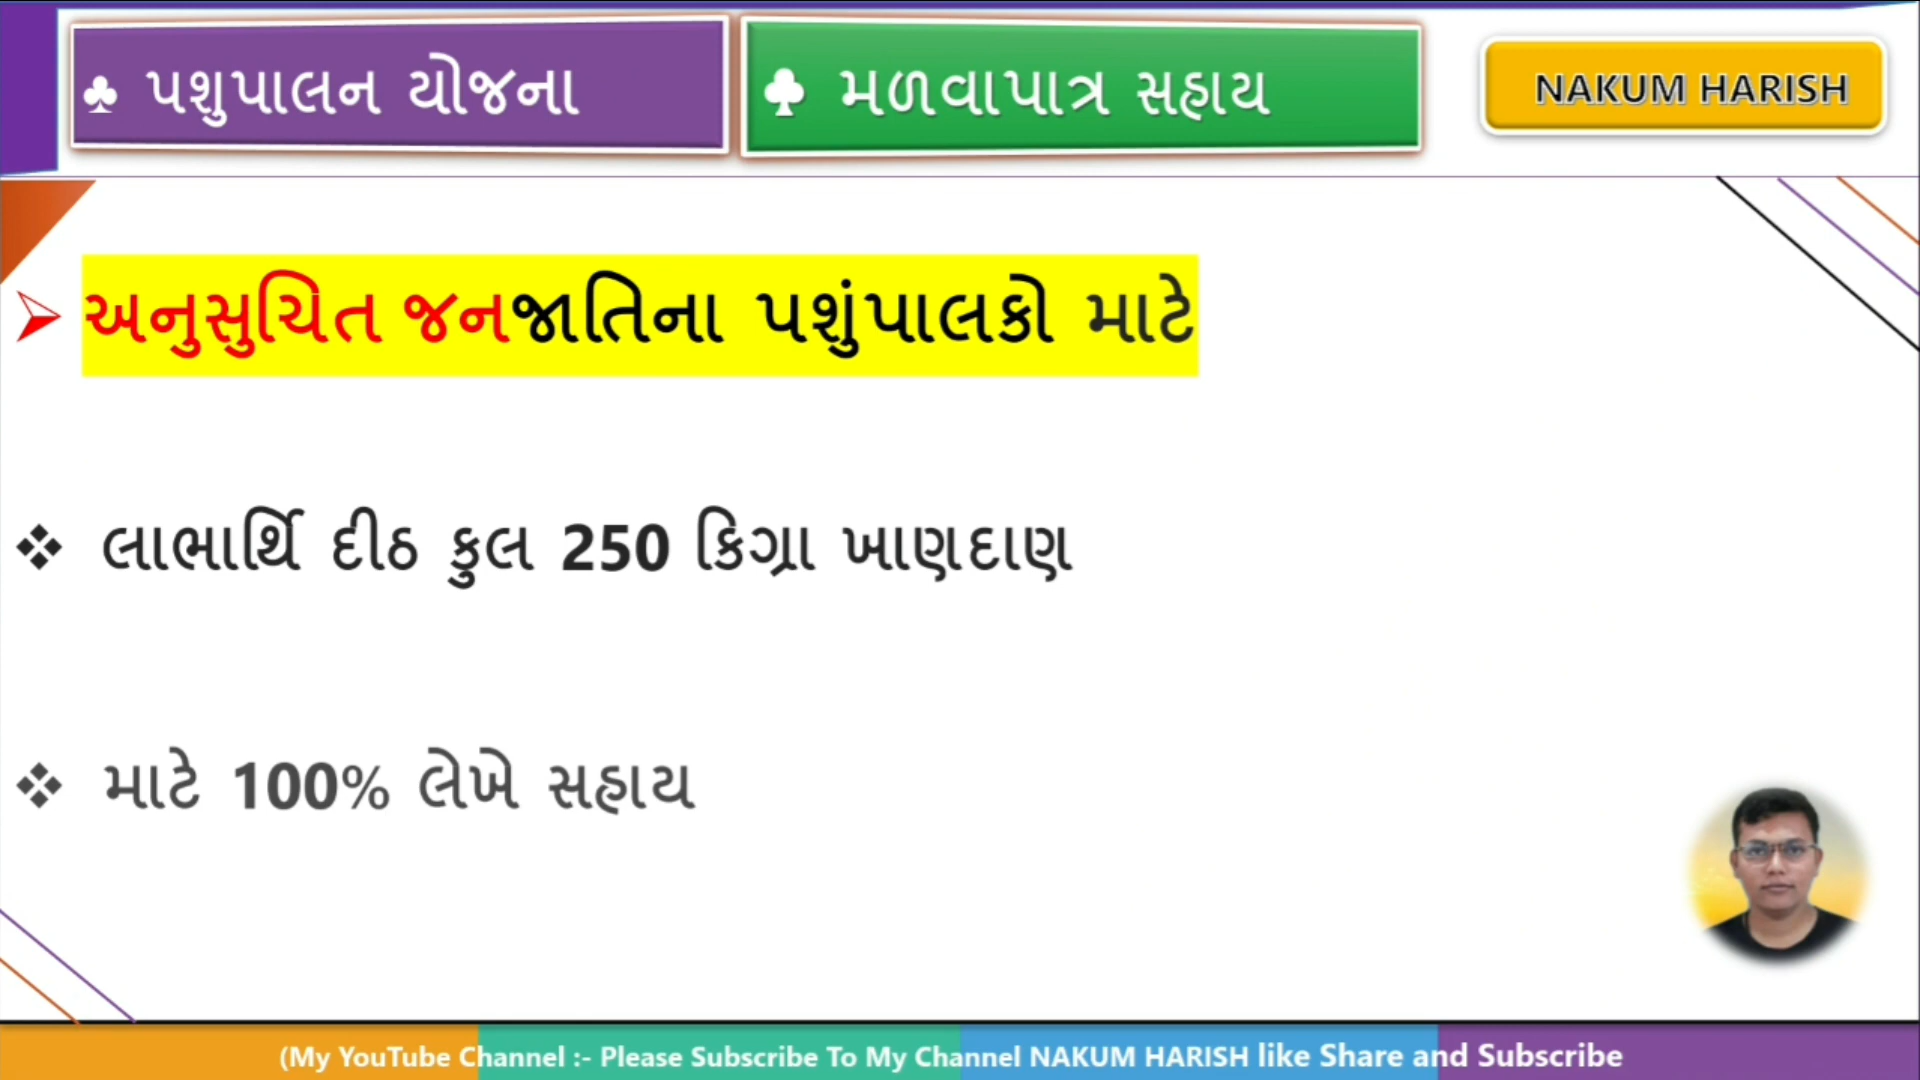 ♣ પશુપાલન યોજના
♣ મળવાપાત્ર સહાય
NAKUM HARISH
➢ અનુસુચિત જનજાતિના પશુંપાલકો માટે
❖ લાભાર્થિ દીઠ કુલ 250 કિગ્રા ખાણદાણ
❖ માટે 100% લેખે સહાય
(My YouTube Channel :- Please Subscribe To My Channel NAKUM HARISH like Share and Subscribe